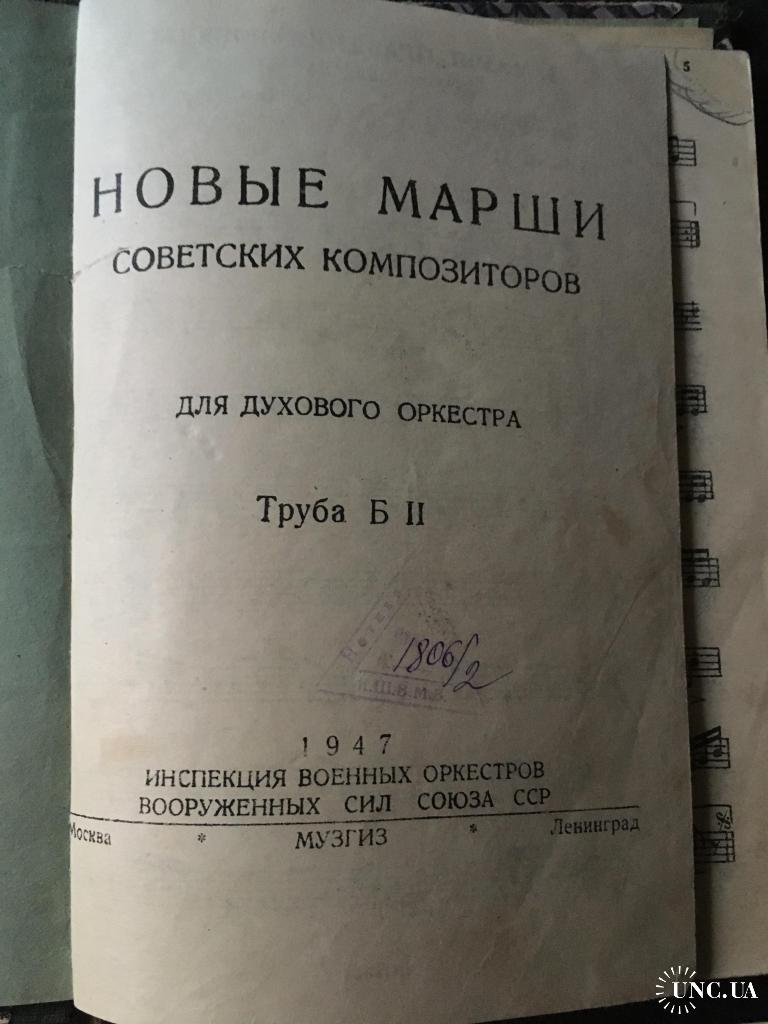 5
НОВЫЕ МАРШИ
СОВЕТСКИХ КОМПОЗИТОРОВ
ДЛЯ ДУХОВОГО ОРКЕСТРА
Труба Б II
1806/2
1947
ИНСПЕКЦИЯ ВОЕННЫХ ОРКЕСТРОВ
ВООРУЖЕННЫХ СИЛ СОЮЗА ССР
Москва * МУЗГИЗ * Ленинград
UNC.UA